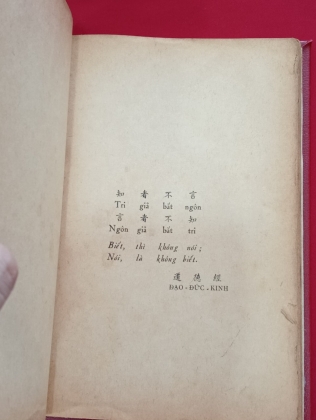 知 者 不 言
Tri giả bất ngôn
言 者 不 知
Ngôn giả bất tri
Biết, thì không nói ;
Nói, là không biết.
道 德 經
ĐẠO - ĐỨC - KINH